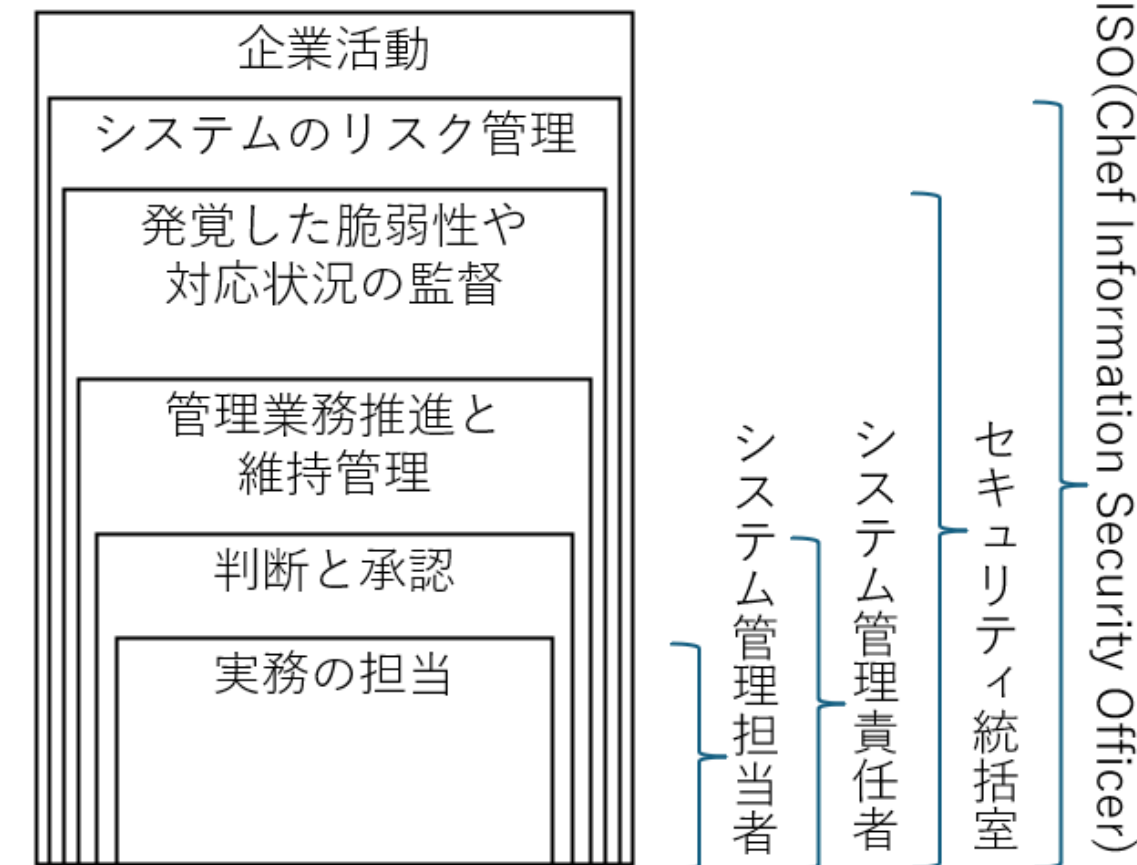 企業活動
システムのリスク管理
発覚した脆弱性や
対応状況の監督
管理業務推進と
維持管理
判断と承認
実務の担当
システム管理担当者
システム管理責任者
セキュリティ統括室
ISO(Chef Information Security Officer)